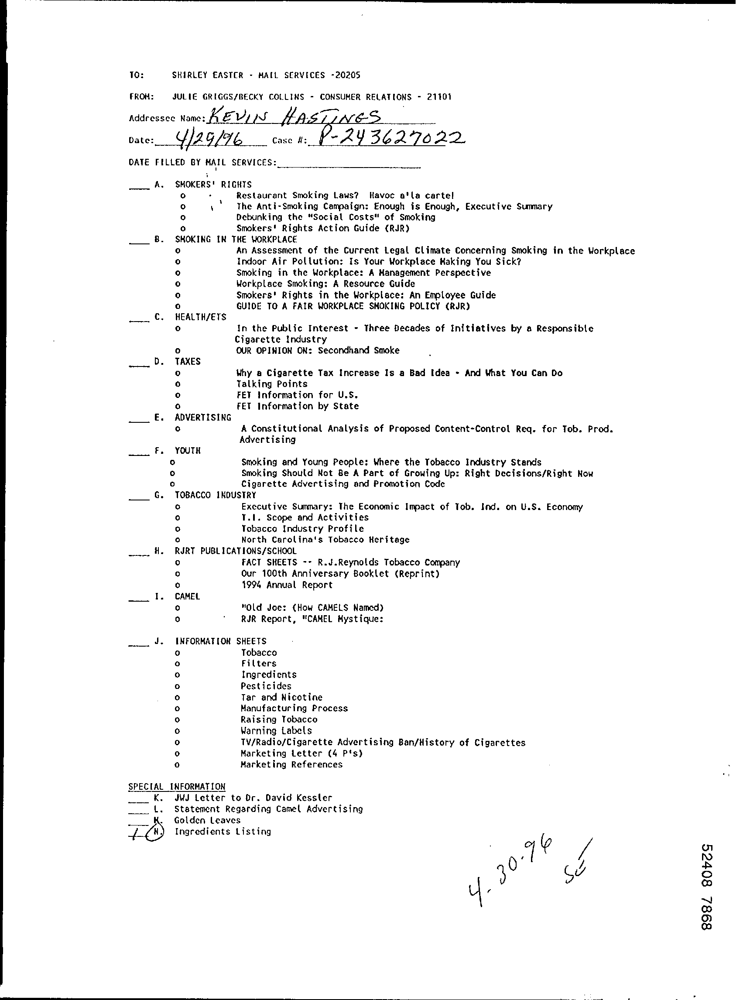 TO: SHIRLEY EASTER - MAIL SERVICES -20205
FROM: JULIE GRIGGS/BECKY COLLINS - CONSUMER RELATIONS - 21101
Addressee Name: KEVIN HASTINGS
Date: 4/29/96 Case #: P-243627022
DATE FILLED BY MAIL SERVICES:
____ A. SMOKERS' RIGHTS
o Restaurant Smoking Laws? Havoc a'la cartel
o The Anti-Smoking Campaign: Enough is Enough, Executive Summary
o Debunking the "Social Costs" of Smoking
o Smokers' Rights Action Guide (RJR)
____ B. SMOKING IN THE WORKPLACE
o An Assessment of the Current Legal Climate Concerning Smoking in the Workplace
o Indoor Air Pollution: Is Your Workplace Making You Sick?
o Smoking in the Workplace: A Management Perspective
o Workplace Smoking: A Resource Guide
o Smokers' Rights in the Workplace: An Employee Guide
o GUIDE TO A FAIR WORKPLACE SMOKING POLICY (RJR)
____ C. HEALTH/ETS
o In the Public Interest - Three Decades of Initiatives by a Responsible
Cigarette Industry
o OUR OPINION ON: Secondhand Smoke
____ D. TAXES
o Why a Cigarette Tax Increase Is a Bad Idea - And What You Can Do
o Talking Points
o FET Information for U.S.
o FET Information by State
____ E. ADVERTISING
o A Constitutional Analysis of Proposed Content-Control Req. for Tob. Prod.
Advertising
____ F. YOUTH
o Smoking and Young People: Where the Tobacco Industry Stands
o Smoking Should Not Be A Part of Growing Up: Right Decisions/Right Now
o Cigarette Advertising and Promotion Code
____ G. TOBACCO INDUSTRY
o Executive Summary: The Economic Impact of Tob. Ind. on U.S. Economy
o T.I. Scope and Activities
o Tobacco Industry Profile
o North Carolina's Tobacco Heritage
____ H. RJRT PUBLICATIONS/SCHOOL
o FACT SHEETS -- R.J.Reynolds Tobacco Company
o Our 100th Anniversary Booklet (Reprint)
o 1994 Annual Report
____ I. CAMEL
o "Old Joe: (How CAMELS Named)
o RJR Report, "CAMEL Mystique:
____ J. INFORMATION SHEETS
o Tobacco
o Filters
o Ingredients
o Pesticides
o Tar and Nicotine
o Manufacturing Process
o Raising Tobacco
o Warning Labels
o TV/Radio/Cigarette Advertising Ban/History of Cigarettes
o Marketing Letter (4 P's)
o Marketing References
SPECIAL INFORMATION
____ K. JWJ Letter to Dr. David Kessler
____ L. Statement Regarding Camel Advertising
____ M. Golden Leaves
1 N. Ingredients Listing
4-30-96
52408 7868